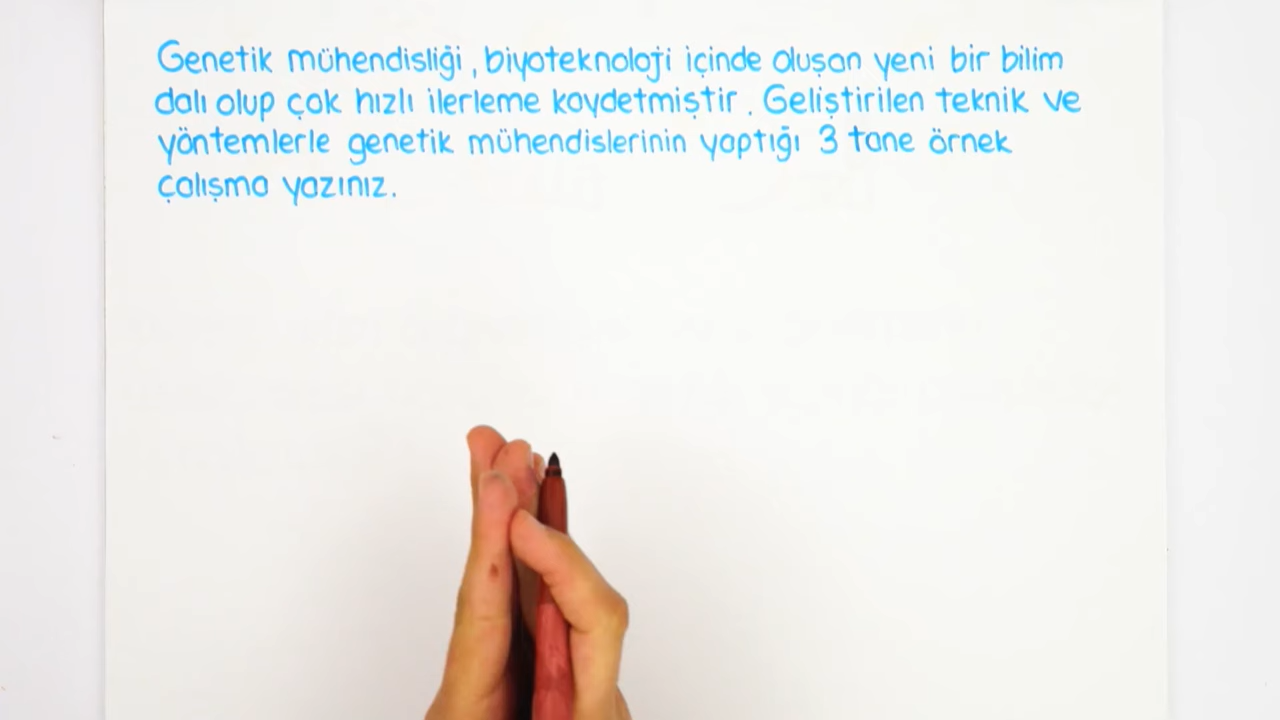 Genetik mühendisliği, biyoteknoloji içinde oluşan yeni bir bilim
dalı olup çok hızlı ilerleme kaydetmiştir. Geliştirilen teknik ve
yöntemlerle genetik mühendislerinin yaptığı 3 tane örnek
çalışma yazınız.